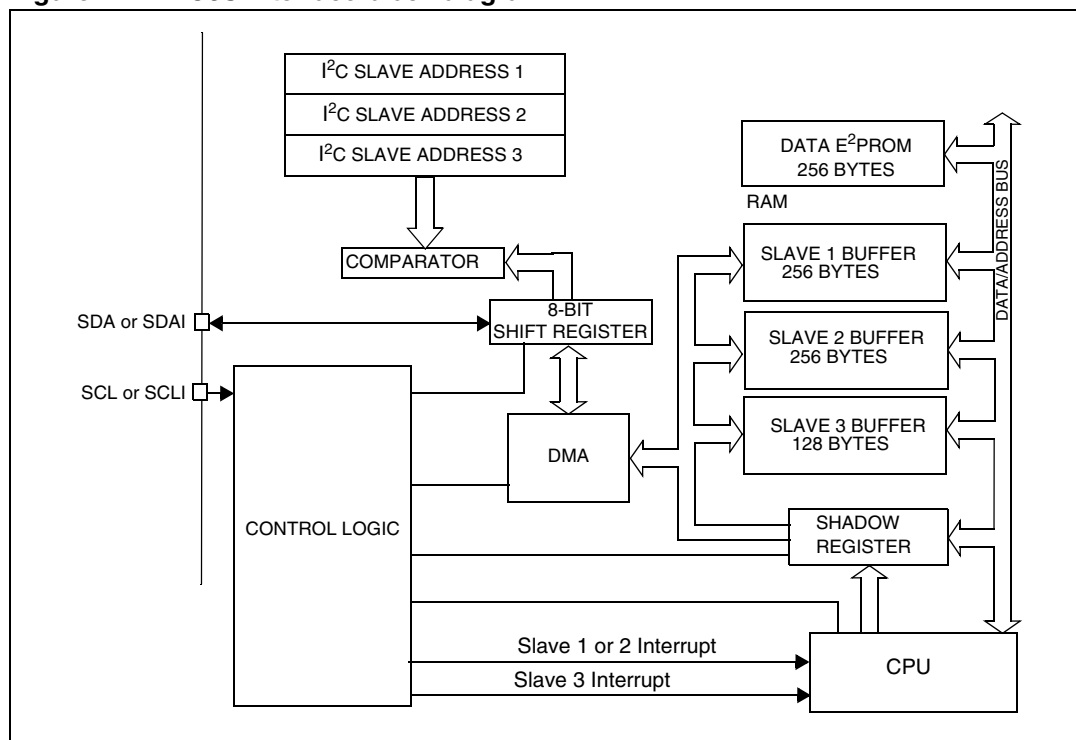 I²C SLAVE ADDRESS 1
I²C SLAVE ADDRESS 2
I²C SLAVE ADDRESS 3
COMPARATOR
8-BIT
SHIFT REGISTER
SDA or SDAI
SCL or SCLI
CONTROL LOGIC
DMA
DATA E²PROM
256 BYTES
RAM
SLAVE 1 BUFFER
256 BYTES
SLAVE 2 BUFFER
256 BYTES
SLAVE 3 BUFFER
128 BYTES
SHADOW
REGISTER
DATA/ADDRESS BUS
Slave 1 or 2 Interrupt
Slave 3 Interrupt
CPU